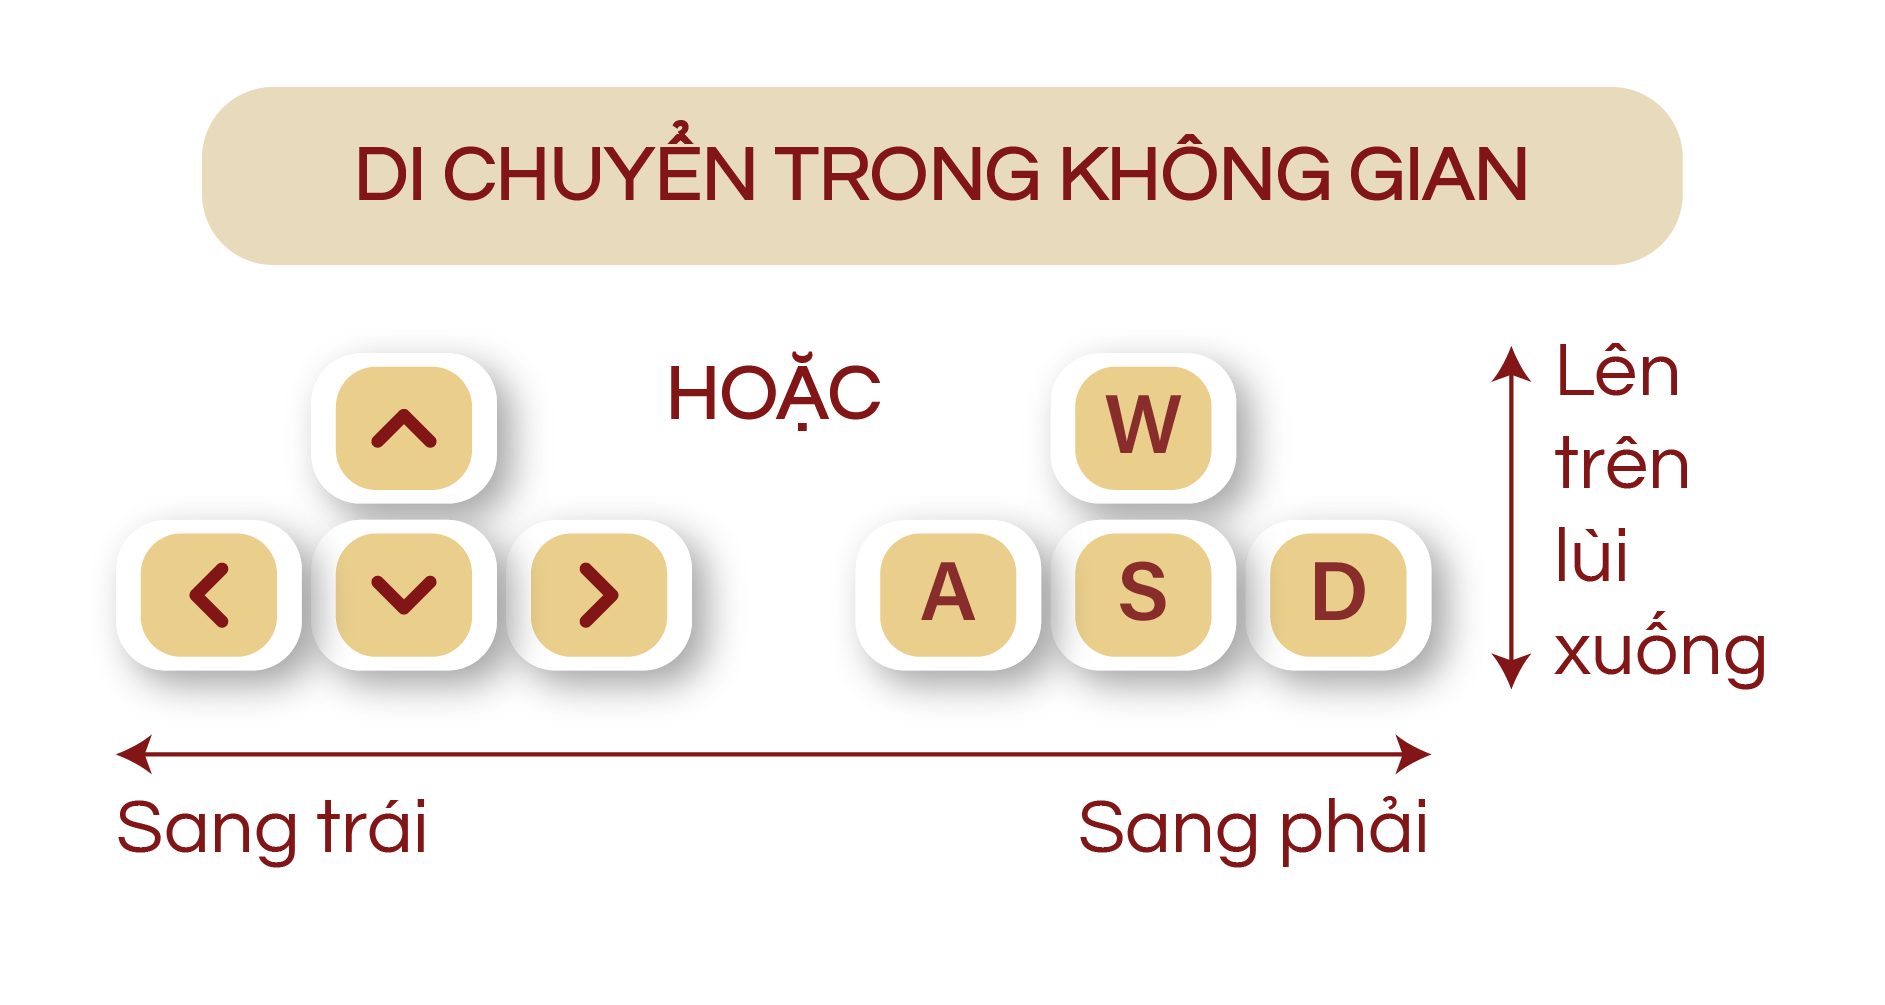 DI CHUYỂN TRONG KHÔNG GIAN
HOẶC
W
A S D
Lên
trên
lùi
xuống
Sang trái
Sang phải